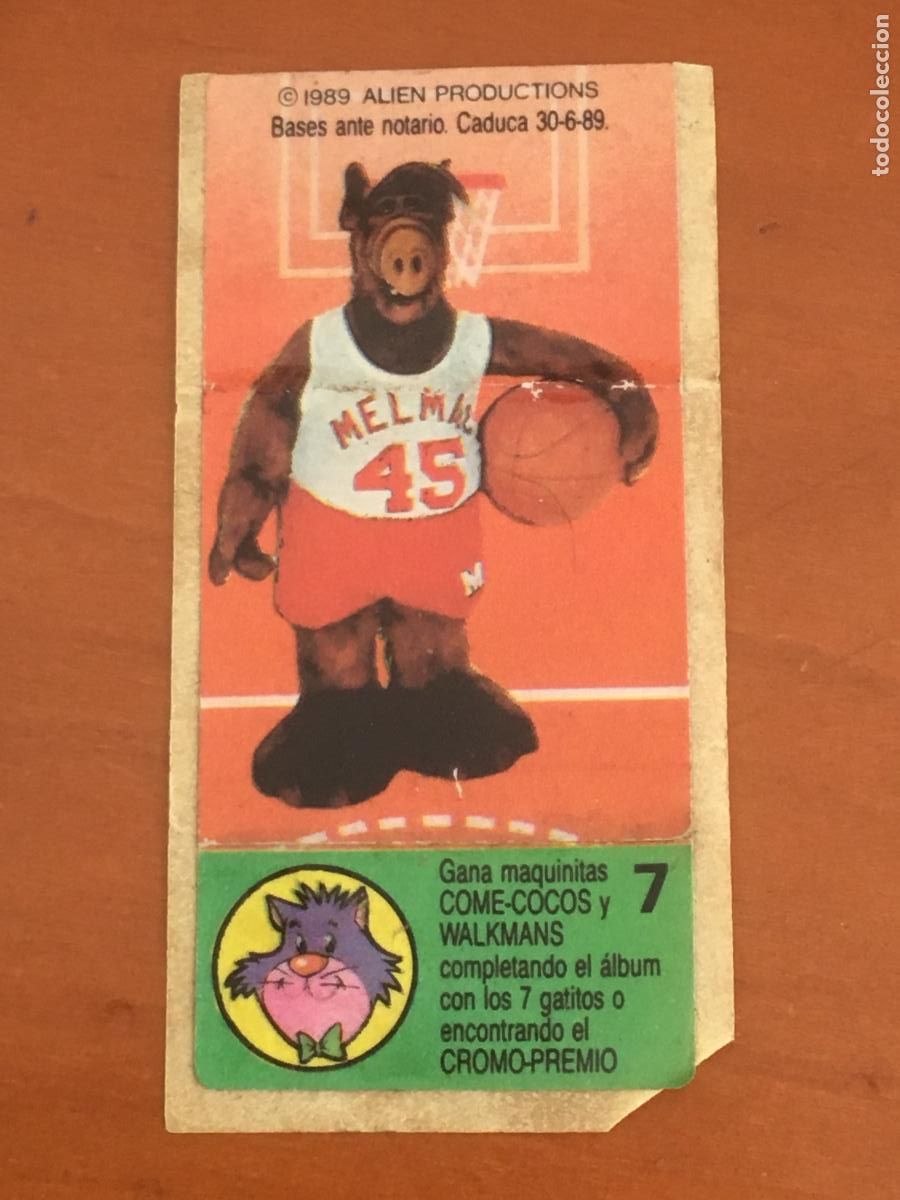 © 1989 ALIEN PRODUCTIONS
Bases ante notario. Caduca 30-6-89.
MELMAC
45
M
Gana maquinitas 7
COME-COCOS y
WALKMANS
completando el álbum
con los 7 gatitos o
encontrando el
CROMO-PREMIO
todocoleccion